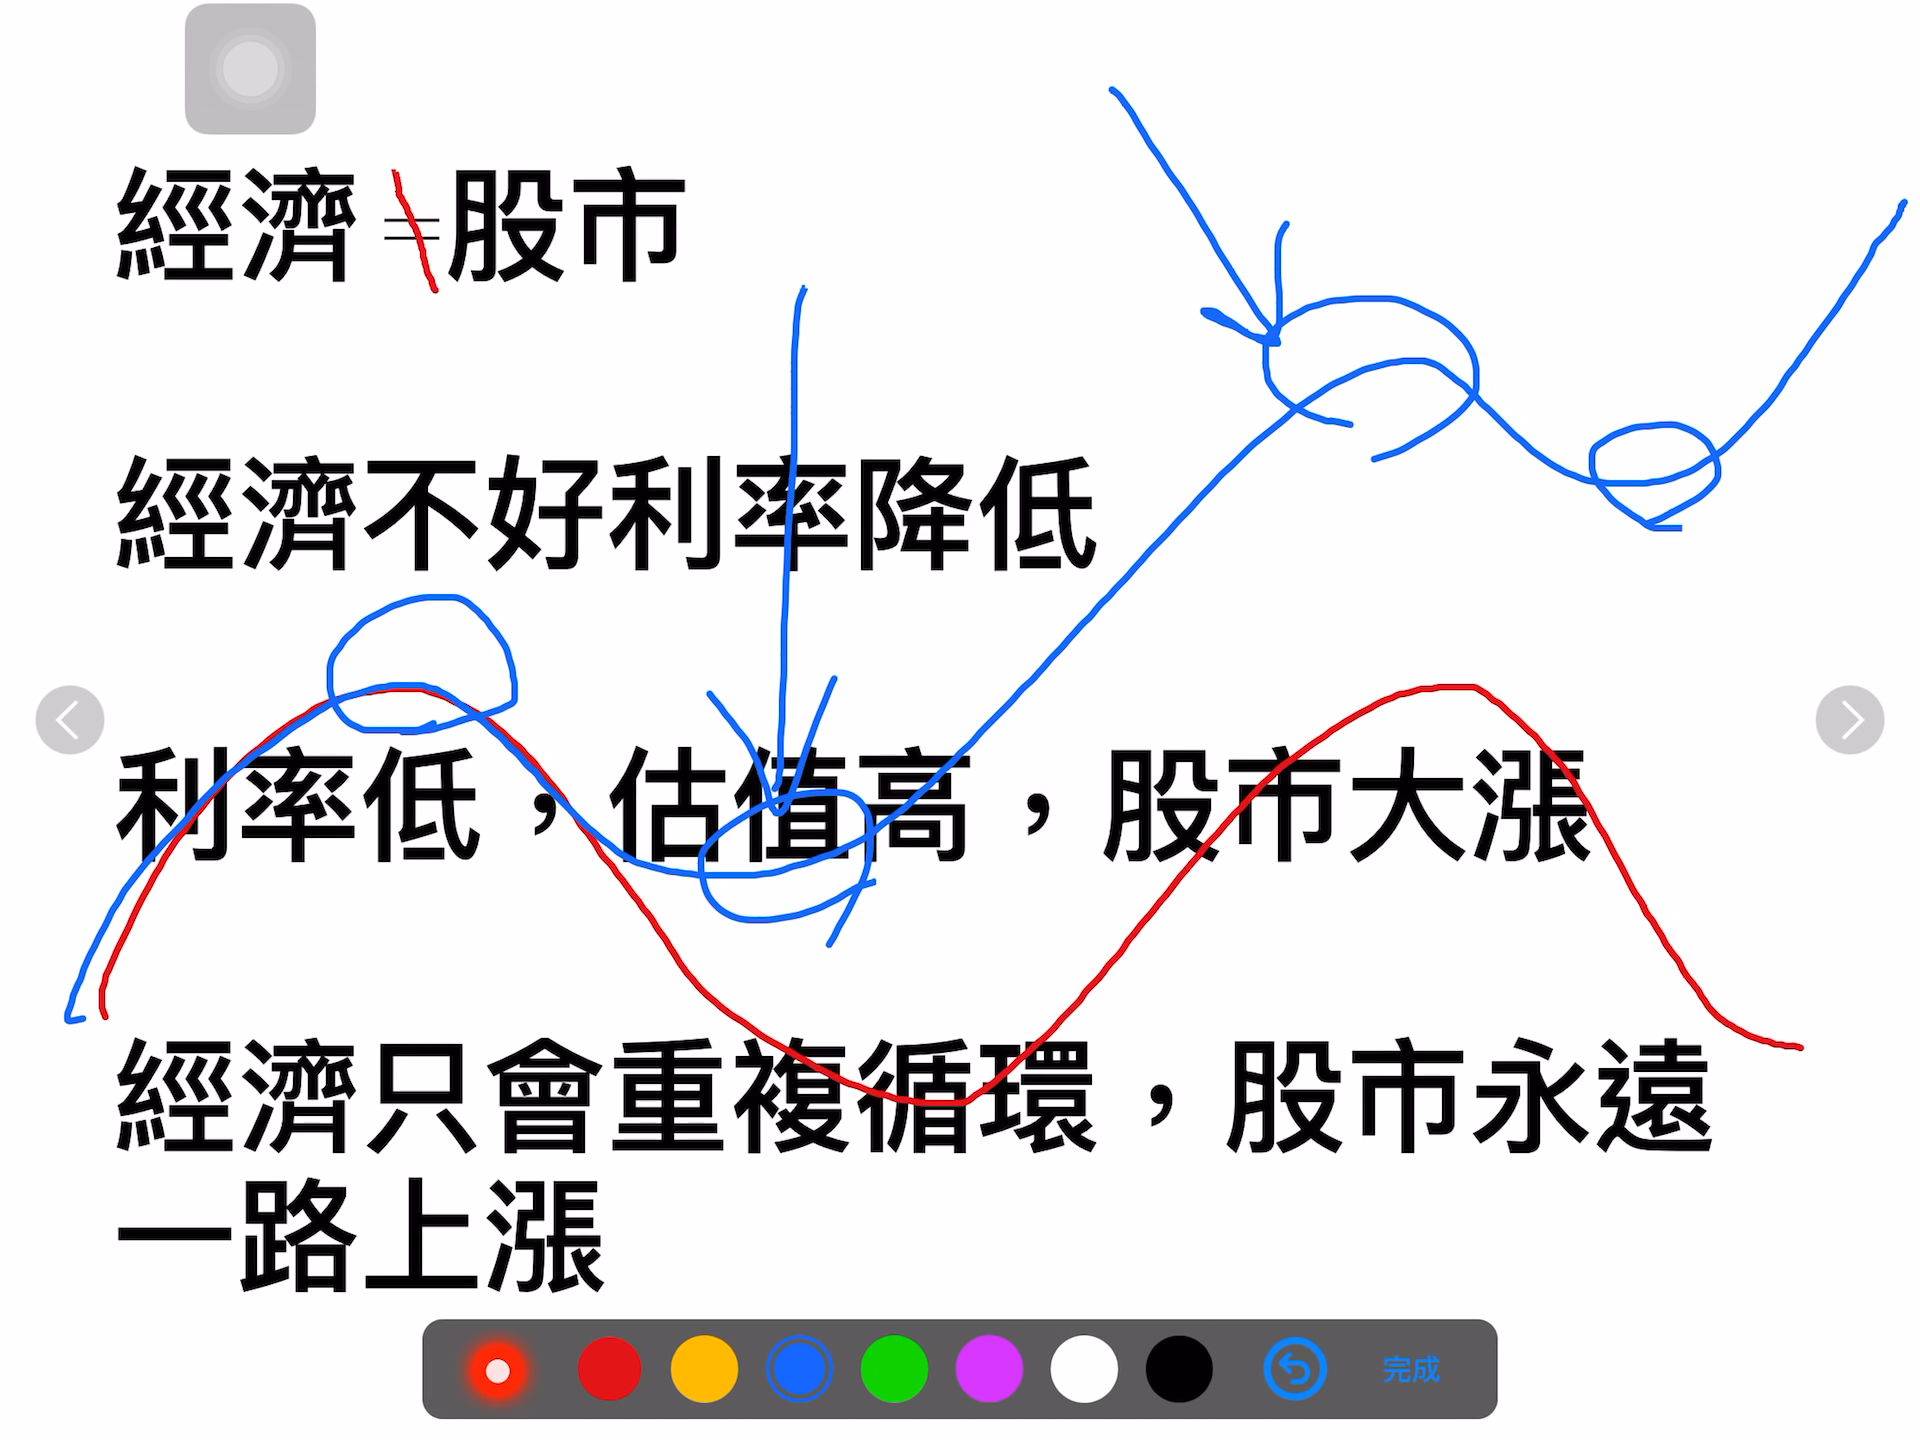 經濟=股市
經濟不好利率降低
利率低，估值高，股市大漲
經濟只會重複循環，股市永遠
一路上漲
完成